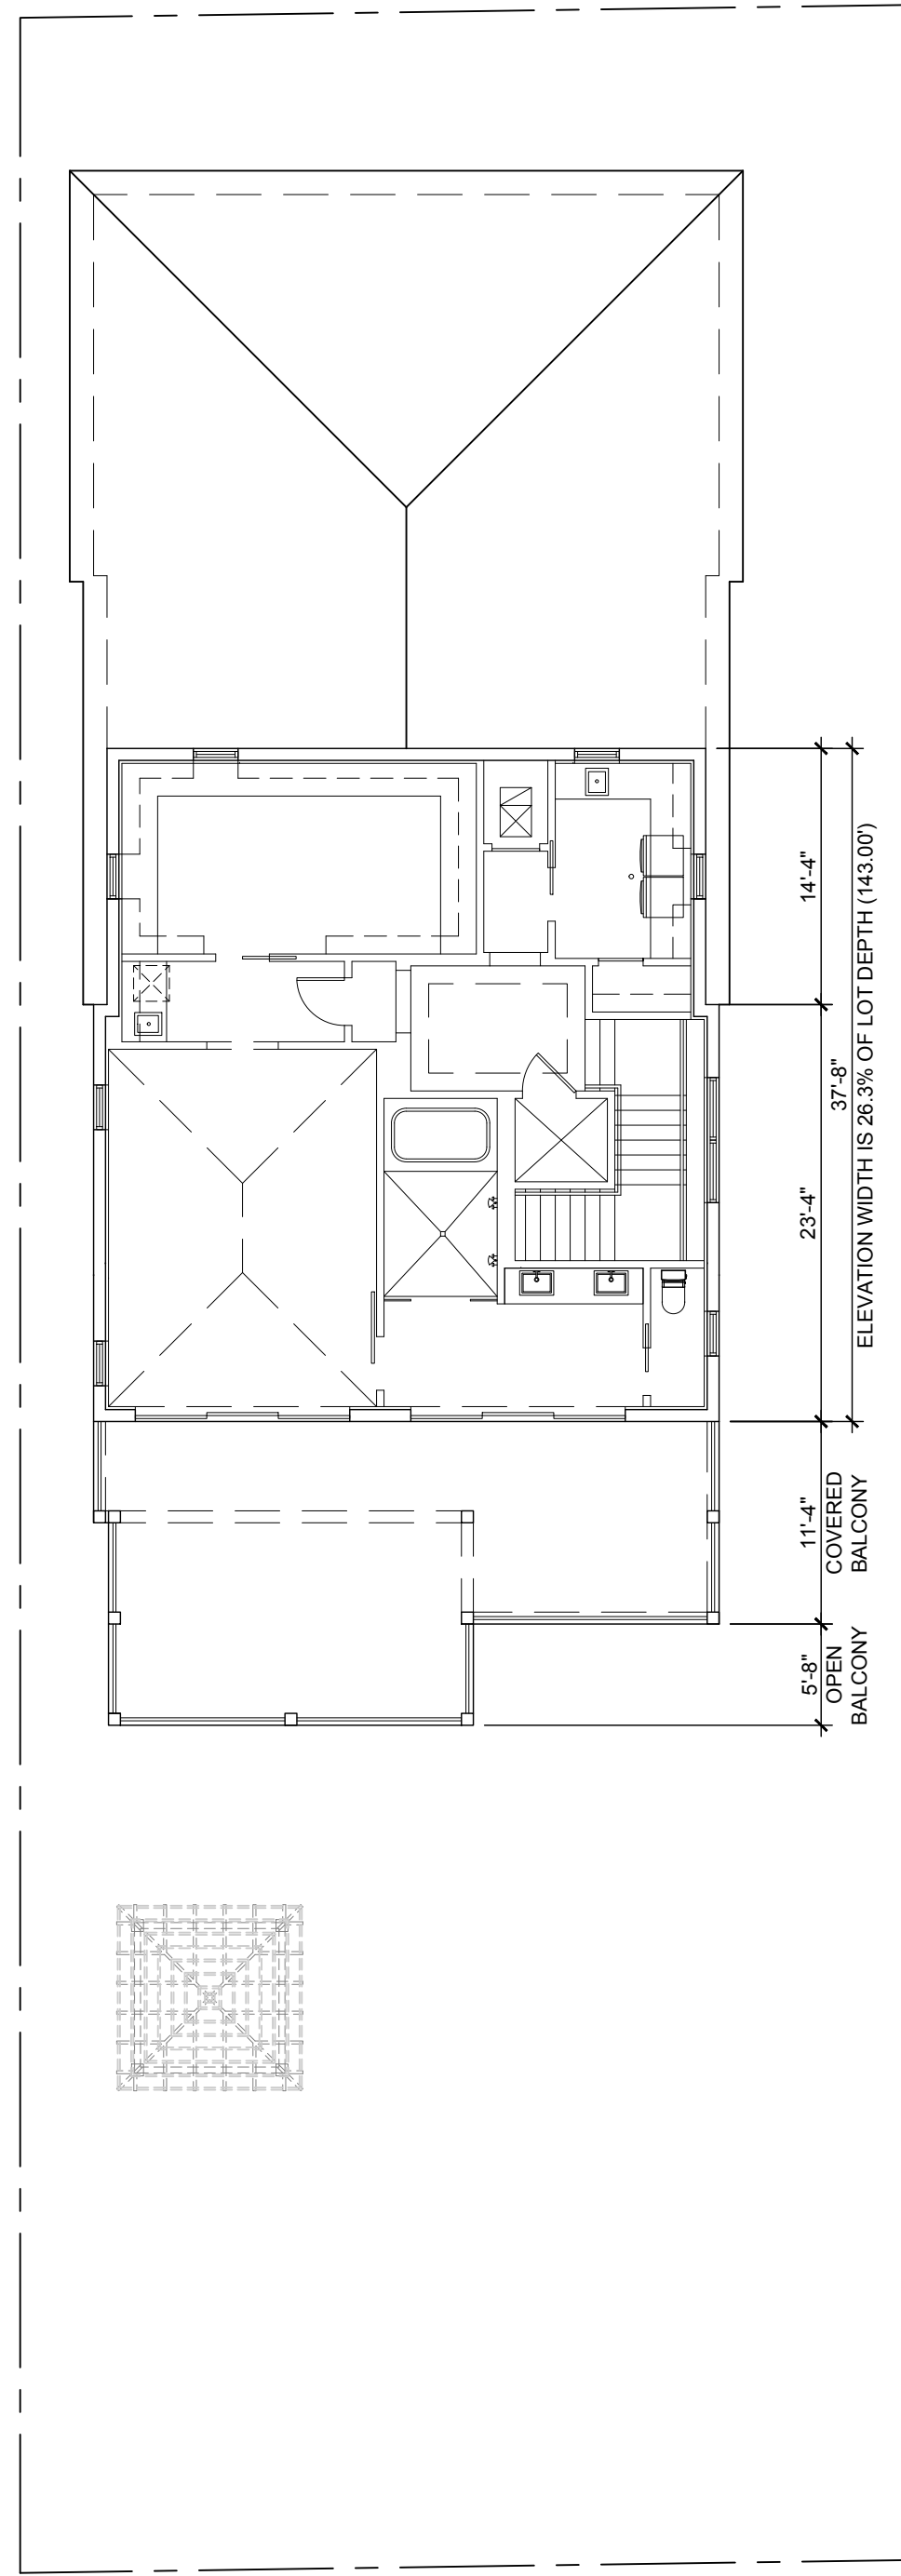 14'-4"
37'-8"
ELEVATION WIDTH IS 26.3% OF LOT DEPTH (143.00')
23'-4"
11'-4"
COVERED
BALCONY
5'-8"
OPEN
BALCONY